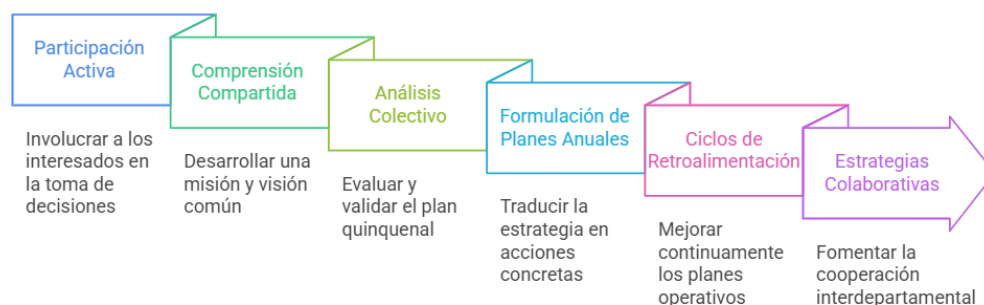 Participación
Activa
Involucrar a los
interesados en
la toma de
decisiones
Comprensión
Compartida
Desarrollar una
misión y visión
común
Análisis
Colectivo
Evaluar y
validar el plan
quinquenal
Formulación de
Planes Anuales
Traducir la
estrategia en
acciones
concretas
Ciclos de
Retroalimentación
Mejorar
continuamente
los planes
operativos
Estrategias
Colaborativas
Fomentar la
cooperación
interdepartamental